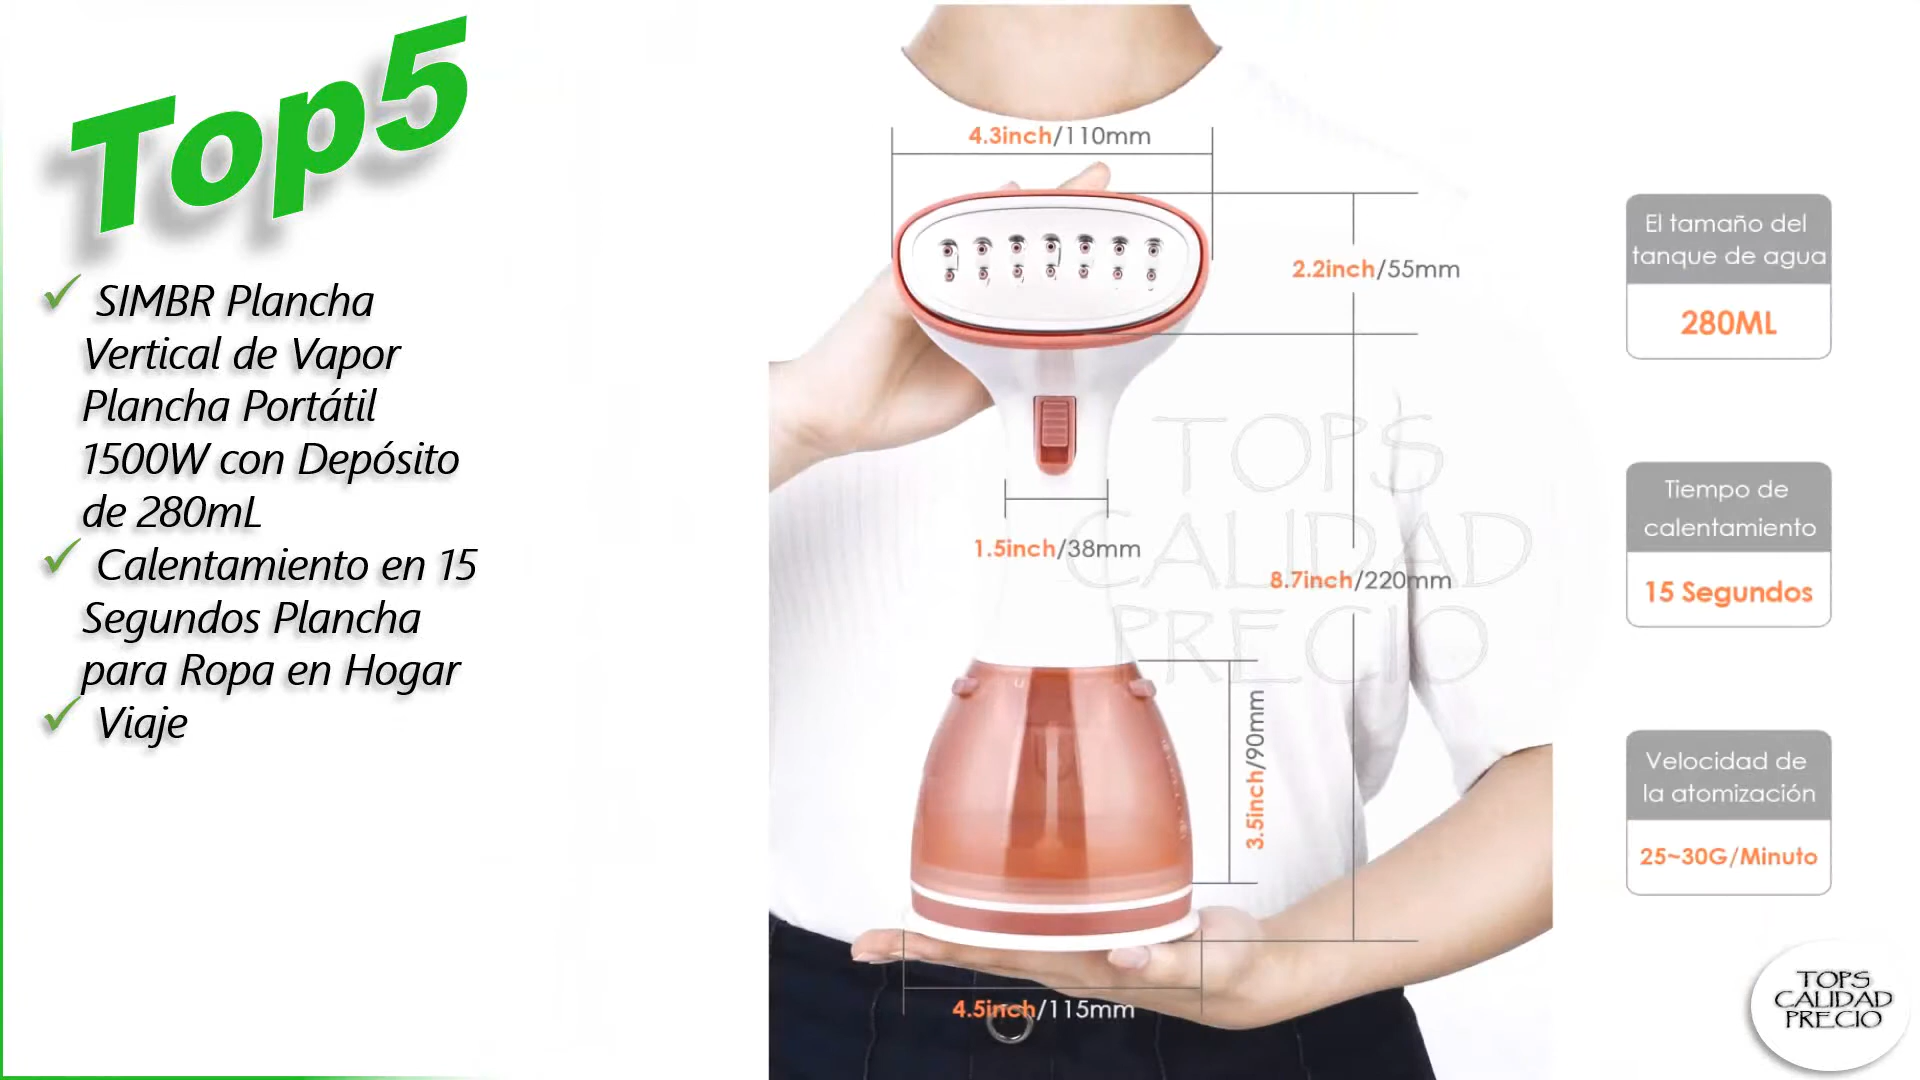 Top5
SIMBR Plancha
Vertical de Vapor
Plancha Portátil
1500W con Depósito
de 280mL
Calentamiento en 15
Segundos Plancha
para Ropa en Hogar
Viaje
4.3inch/110mm
2.2inch/55mm
1.5inch/38mm
8.7inch/220mm
3.5inch/90mm
4.5inch/115mm
TOPS
CALIDAD
PRECIO
El tamaño del
tanque de agua
280ML
Tiempo de
calentamiento
15 Segundos
Velocidad de
la atomización
25~30G/Minuto
TOPS
CALIDAD
PRECIO